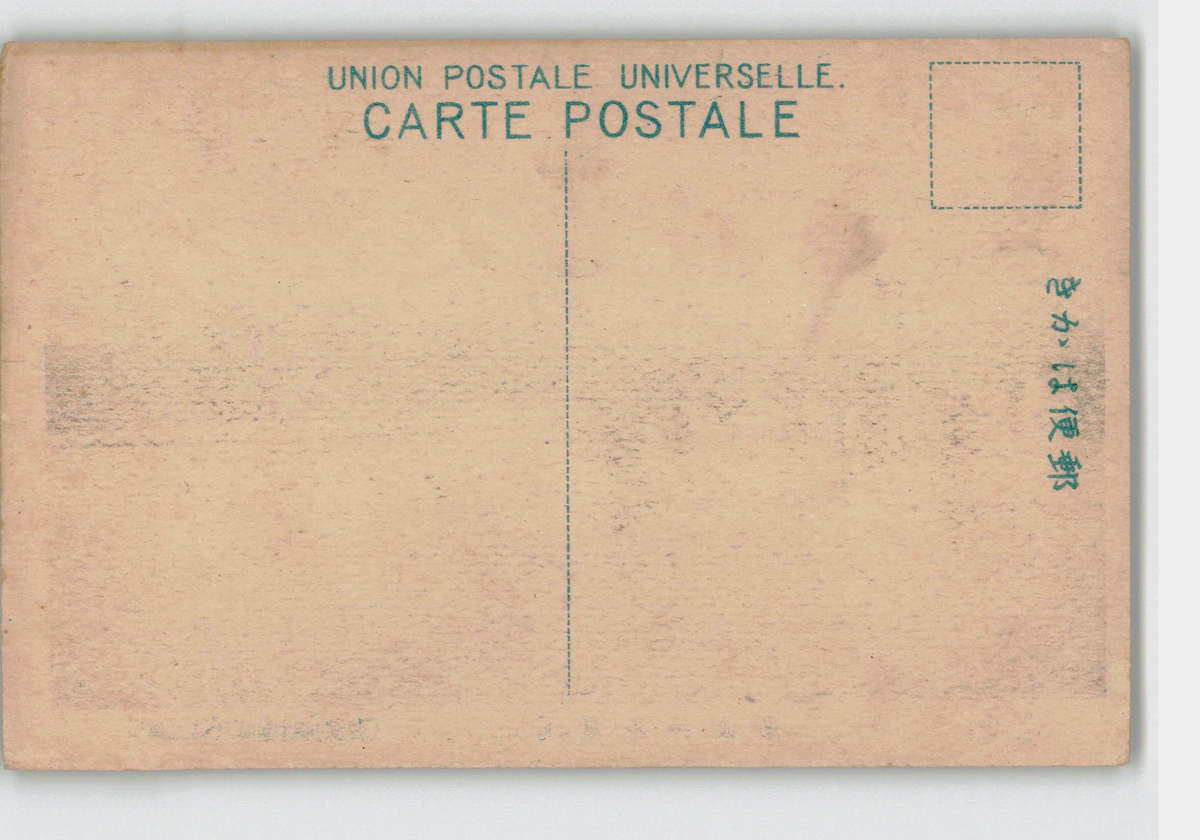 UNION POSTALE UNIVERSELLE.
CARTE POSTALE
きかは便郵